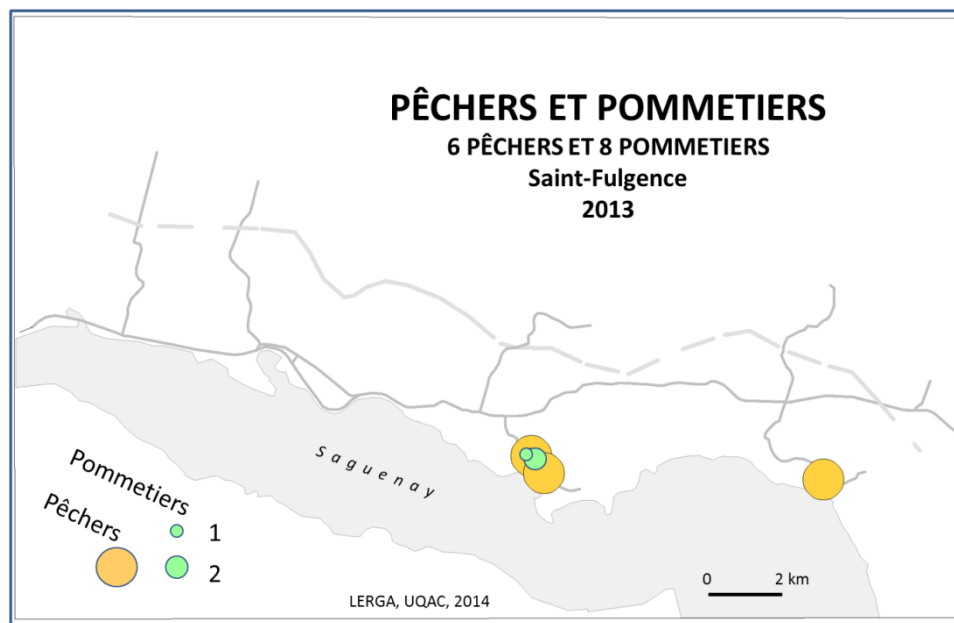 PÊCHERS ET POMMETIERS
6 PÊCHERS ET 8 POMMETIERS
Saint-Fulgence
2013
Saguenay
Pommetiers
Pêchers
1
2
0 2 km
LERGA, UQAC, 2014